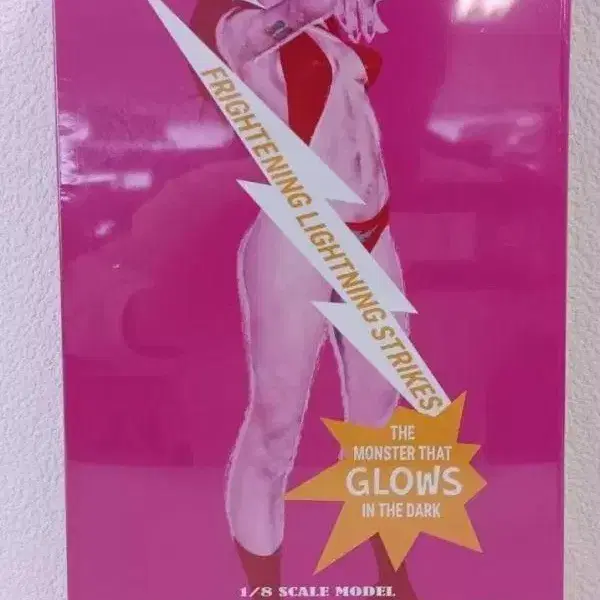 FRIGHTENING LIGHTNING STRIKES
THE
MONSTER THAT
GLOWS
IN THE DARK
1/8 SCALE MODEL